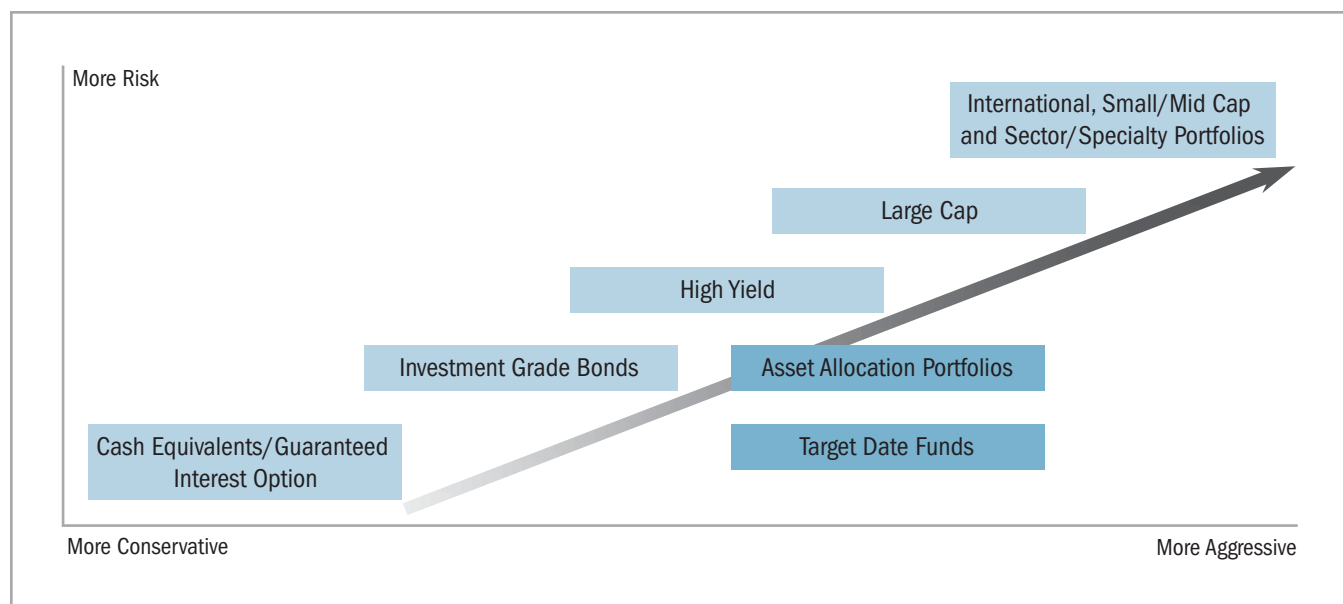 More Risk
International, Small/Mid Cap
and Sector/Specialty Portfolios
Large Cap
High Yield
Investment Grade Bonds
Asset Allocation Portfolios
Cash Equivalents/Guaranteed
Interest Option
Target Date Funds
More Conservative
More Aggressive